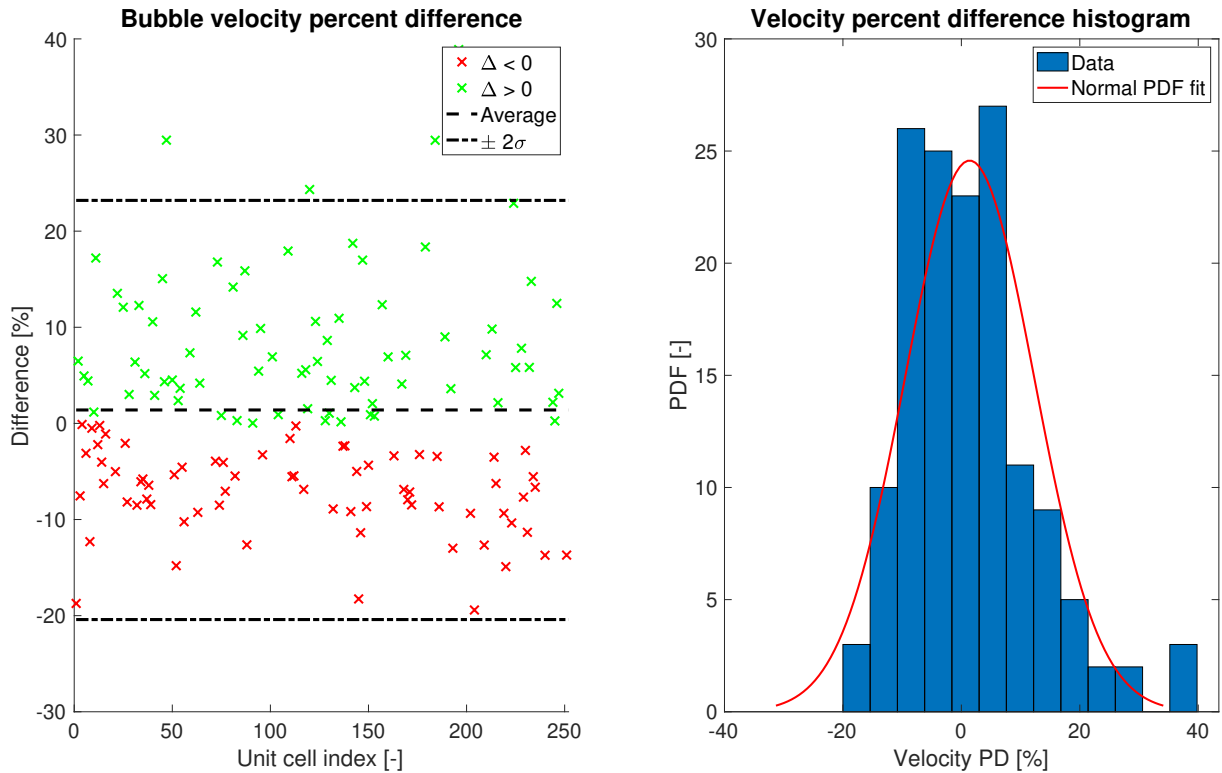 Bubble velocity percent difference
40
30
20
10
0
-10
-20
-30
Difference [%]
0
50
100
150
200
250
Unit cell index [-]
Δ < 0
Δ > 0
Average
± 2σ
Velocity percent difference histogram
30
25
20
15
10
5
0
PDF [-]
-40
-20
0
20
40
Velocity PD [%]
Data
Normal PDF fit